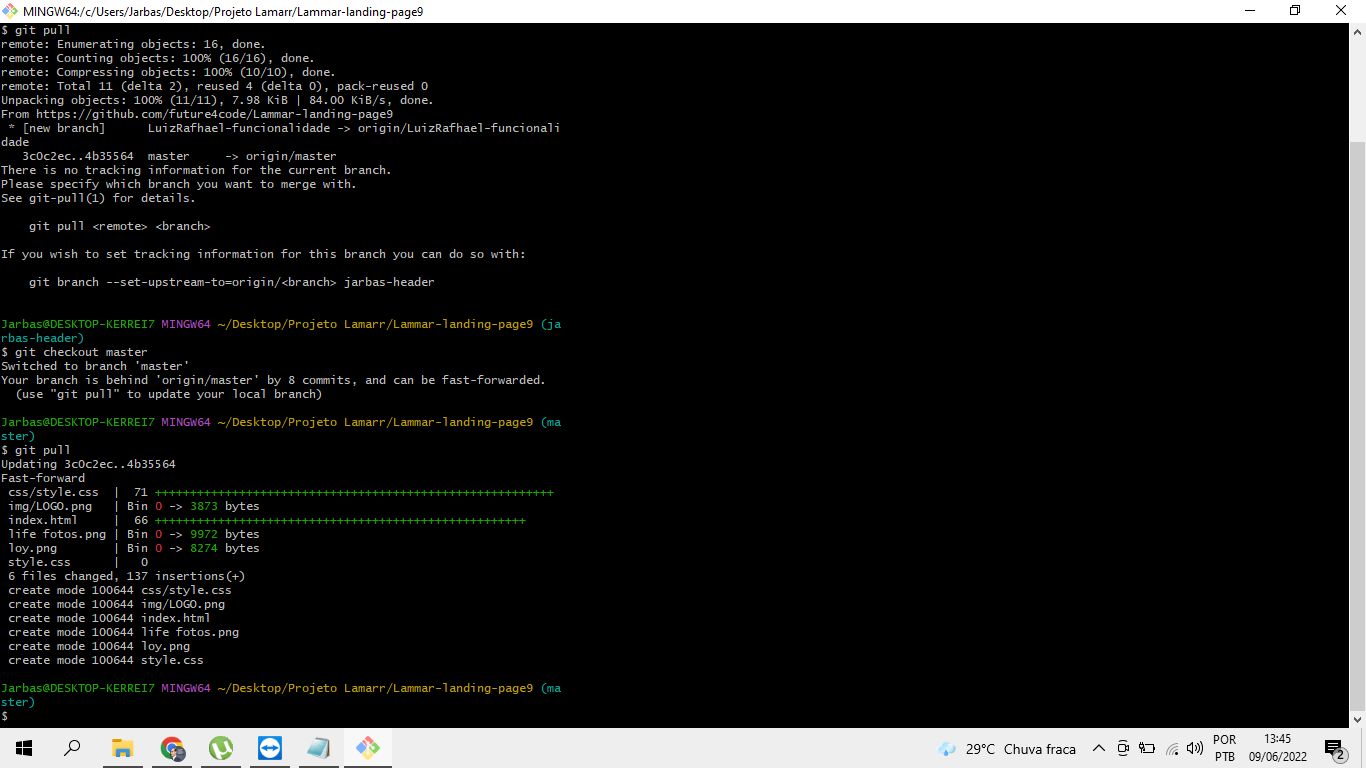 MINGW64:/c/Users/Jarbas/Desktop/Projeto Lamarr/Lammar-landing-page9
$ git pull
remote: Enumerating objects: 16, done.
remote: Counting objects: 100% (16/16), done.
remote: Compressing objects: 100% (10/10), done.
remote: Total 11 (delta 2), reused 4 (delta 0), pack-reused 0
Unpacking objects: 100% (11/11), 7.98 KiB | 84.00 KiB/s, done.
From https://github.com/future4code/Lammar-landing-page9
 * [new branch]      LuizRafhael-funcionalidade -> origin/LuizRafhael-funcionali
dade
   3c0c2ec..4b35564  master     -> origin/master
There is no tracking information for the current branch.
Please specify which branch you want to merge with.
See git-pull(1) for details.
    git pull <remote> <branch>
If you wish to set tracking information for this branch you can do so with:
    git branch --set-upstream-to=origin/<branch> jarbas-header
Jarbas@DESKTOP-KERREI7 MINGW64 ~/Desktop/Projeto Lamarr/Lammar-landing-page9 (ja
rbas-header)
$ git checkout master
Switched to branch 'master'
Your branch is behind 'origin/master' by 8 commits, and can be fast-forwarded.
  (use "git pull" to update your local branch)
Jarbas@DESKTOP-KERREI7 MINGW64 ~/Desktop/Projeto Lamarr/Lammar-landing-page9 (ma
ster)
$ git pull
Updating 3c0c2ec..4b35564
Fast-forward
 css/style.css  |  71 +++++++++++++++++++++++++++++++++++++++++++++++++++++++++
 img/LOGO.png   | Bin 0 -> 3873 bytes
 index.html     |  66 +++++++++++++++++++++++++++++++++++++++++++++++++++++
 life fotos.png | Bin 0 -> 9972 bytes
 loy.png        | Bin 0 -> 8274 bytes
 style.css      |   0
 6 files changed, 137 insertions(+)
 create mode 100644 css/style.css
 create mode 100644 img/LOGO.png
 create mode 100644 index.html
 create mode 100644 life fotos.png
 create mode 100644 loy.png
 create mode 100644 style.css
Jarbas@DESKTOP-KERREI7 MINGW64 ~/Desktop/Projeto Lamarr/Lammar-landing-page9 (ma
ster)
$
29°C Chuva fraca
POR
PTB
13:45
09/06/2022
2